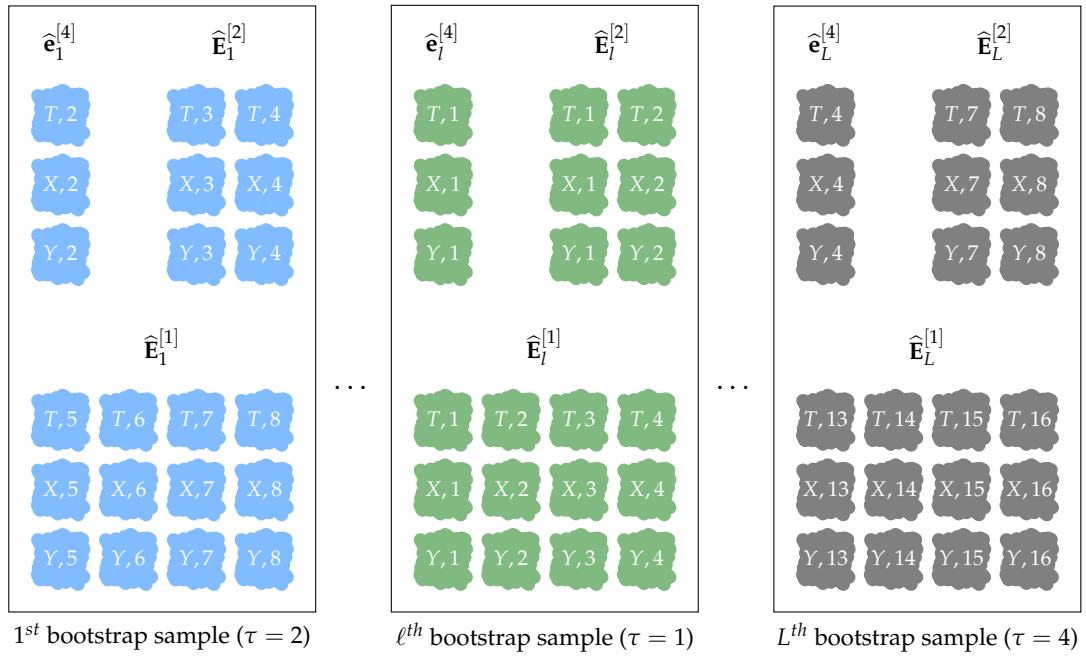 ê₁^[4] Ê₁^[2] ê_l^[4] Ê_l^[2] ê_L^[4] Ê_L^[2]
T, 2 T, 3 T, 4 T, 1 T, 1 T, 2 T, 4 T, 7 T, 8
X, 2 X, 3 X, 4 X, 1 X, 1 X, 2 X, 4 X, 7 X, 8
Y, 2 Y, 3 Y, 4 Y, 1 Y, 1 Y, 2 Y, 4 Y, 7 Y, 8
Ê₁^[1] Ê_l^[1] Ê_L^[1]
... ...
T, 5 T, 6 T, 7 T, 8 T, 1 T, 2 T, 3 T, 4 T, 13 T, 14 T, 15 T, 16
X, 5 X, 6 X, 7 X, 8 X, 1 X, 2 X, 3 X, 4 X, 13 X, 14 X, 15 X, 16
Y, 5 Y, 6 Y, 7 Y, 8 Y, 1 Y, 2 Y, 3 Y, 4 Y, 13 Y, 14 Y, 15 Y, 16
1^st bootstrap sample (τ = 2) ℓ^th bootstrap sample (τ = 1) L^th bootstrap sample (τ = 4)